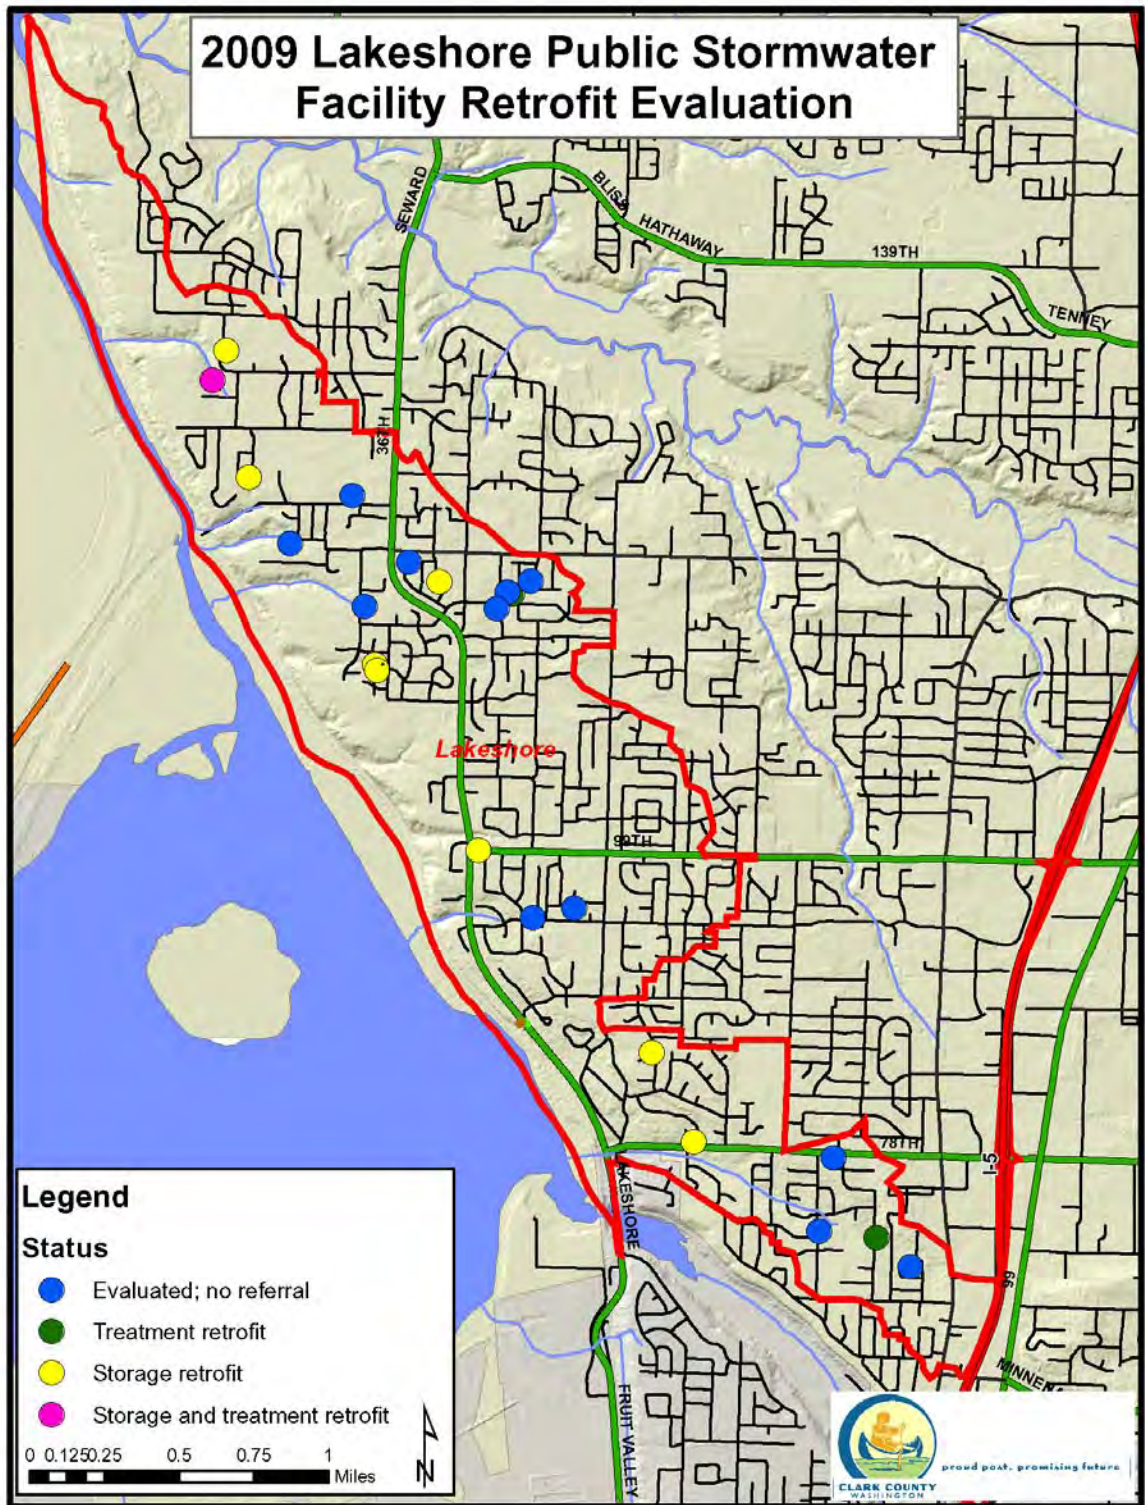 2009 Lakeshore Public Stormwater
Facility Retrofit Evaluation
SEWARD
BLISS
HATHAWAY
139TH
TENNEY
36TH
Lakeshore
99TH
78TH
I-5
LAKESHORE
99
FRUIT VALLEY
Legend
Status
Evaluated; no referral
Treatment retrofit
Storage retrofit
Storage and treatment retrofit
0 0.125 0.25 0.5 0.75 1
Miles
N
CLARK COUNTY
WASHINGTON
proud past, promising future